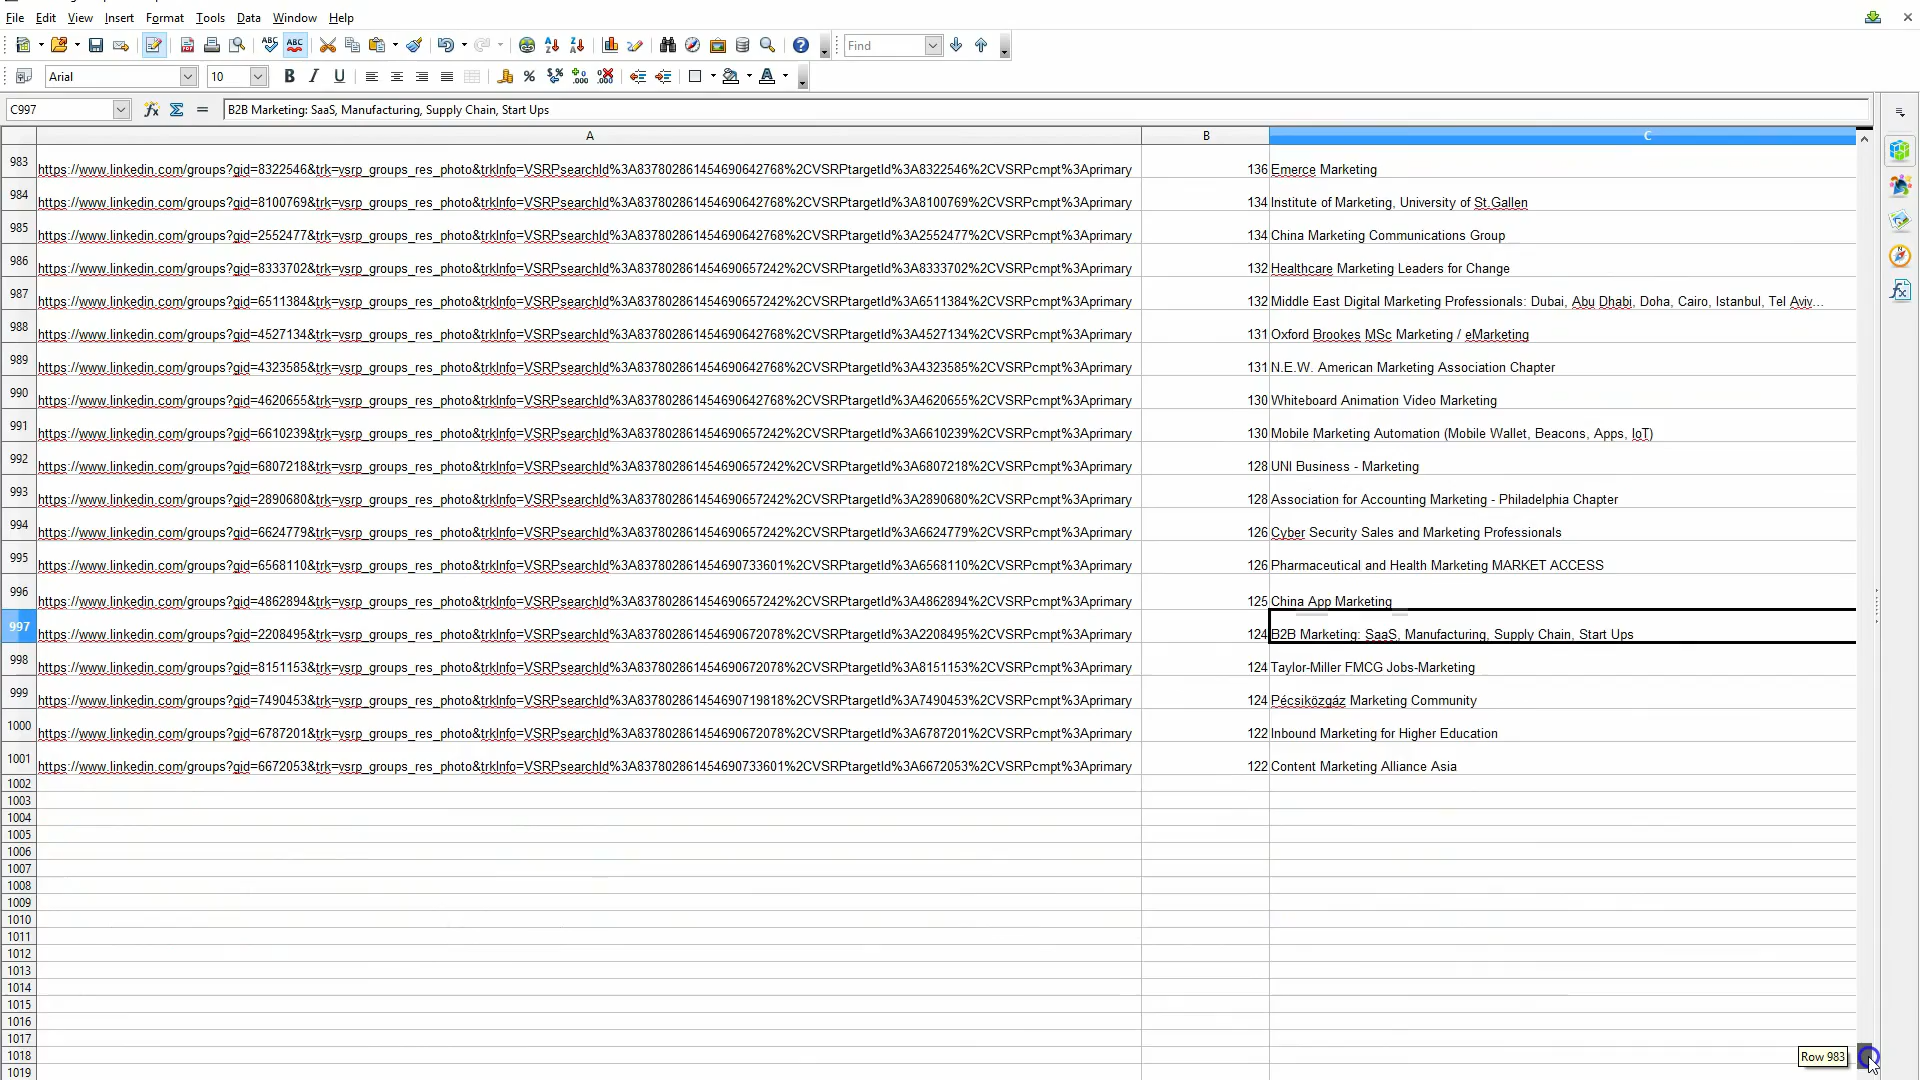 File Edit View Insert Format Tools Data Window Help
Find
Arial 10
C997 B2B Marketing: SaaS, Manufacturing, Supply Chain, Start Ups
A B C
983 https://www.linkedin.com/groups?gid=8322546&trk=vsrp_groups_res_photo&trkInfo=VSRPsearchId%3A837802861454690642768%2CVSRPtargetId%3A8322546%2CVSRPcmpt%3Aprimary 136 Emerce Marketing
984 https://www.linkedin.com/groups?gid=8100769&trk=vsrp_groups_res_photo&trkInfo=VSRPsearchId%3A837802861454690642768%2CVSRPtargetId%3A8100769%2CVSRPcmpt%3Aprimary 134 Institute of Marketing, University of St.Gallen
985 https://www.linkedin.com/groups?gid=2552477&trk=vsrp_groups_res_photo&trkInfo=VSRPsearchId%3A837802861454690642768%2CVSRPtargetId%3A2552477%2CVSRPcmpt%3Aprimary 134 China Marketing Communications Group
986 https://www.linkedin.com/groups?gid=8333702&trk=vsrp_groups_res_photo&trkInfo=VSRPsearchId%3A837802861454690657242%2CVSRPtargetId%3A8333702%2CVSRPcmpt%3Aprimary 132 Healthcare Marketing Leaders for Change
987 https://www.linkedin.com/groups?gid=6511384&trk=vsrp_groups_res_photo&trkInfo=VSRPsearchId%3A837802861454690657242%2CVSRPtargetId%3A6511384%2CVSRPcmpt%3Aprimary 132 Middle East Digital Marketing Professionals: Dubai, Abu Dhabi, Doha, Cairo, Istanbul, Tel Aviv...
988 https://www.linkedin.com/groups?gid=4527134&trk=vsrp_groups_res_photo&trkInfo=VSRPsearchId%3A837802861454690642768%2CVSRPtargetId%3A4527134%2CVSRPcmpt%3Aprimary 131 Oxford Brookes MSc Marketing / eMarketing
989 https://www.linkedin.com/groups?gid=4323585&trk=vsrp_groups_res_photo&trkInfo=VSRPsearchId%3A837802861454690642768%2CVSRPtargetId%3A4323585%2CVSRPcmpt%3Aprimary 131 N.E.W. American Marketing Association Chapter
990 https://www.linkedin.com/groups?gid=4620655&trk=vsrp_groups_res_photo&trkInfo=VSRPsearchId%3A837802861454690642768%2CVSRPtargetId%3A4620655%2CVSRPcmpt%3Aprimary 130 Whiteboard Animation Video Marketing
991 https://www.linkedin.com/groups?gid=6610239&trk=vsrp_groups_res_photo&trkInfo=VSRPsearchId%3A837802861454690657242%2CVSRPtargetId%3A6610239%2CVSRPcmpt%3Aprimary 130 Mobile Marketing Automation (Mobile Wallet, Beacons, Apps, IoT)
992 https://www.linkedin.com/groups?gid=6807218&trk=vsrp_groups_res_photo&trkInfo=VSRPsearchId%3A837802861454690657242%2CVSRPtargetId%3A6807218%2CVSRPcmpt%3Aprimary 128 UNI Business - Marketing
993 https://www.linkedin.com/groups?gid=2890680&trk=vsrp_groups_res_photo&trkInfo=VSRPsearchId%3A837802861454690657242%2CVSRPtargetId%3A2890680%2CVSRPcmpt%3Aprimary 128 Association for Accounting Marketing - Philadelphia Chapter
994 https://www.linkedin.com/groups?gid=6624779&trk=vsrp_groups_res_photo&trkInfo=VSRPsearchId%3A837802861454690657242%2CVSRPtargetId%3A6624779%2CVSRPcmpt%3Aprimary 126 Cyber Security Sales and Marketing Professionals
995 https://www.linkedin.com/groups?gid=6568110&trk=vsrp_groups_res_photo&trkInfo=VSRPsearchId%3A837802861454690733601%2CVSRPtargetId%3A6568110%2CVSRPcmpt%3Aprimary 126 Pharmaceutical and Health Marketing MARKET ACCESS
996 https://www.linkedin.com/groups?gid=4862894&trk=vsrp_groups_res_photo&trkInfo=VSRPsearchId%3A837802861454690657242%2CVSRPtargetId%3A4862894%2CVSRPcmpt%3Aprimary 125 China App Marketing
997 https://www.linkedin.com/groups?gid=2208495&trk=vsrp_groups_res_photo&trkInfo=VSRPsearchId%3A837802861454690672078%2CVSRPtargetId%3A2208495%2CVSRPcmpt%3Aprimary 124 B2B Marketing: SaaS, Manufacturing, Supply Chain, Start Ups
998 https://www.linkedin.com/groups?gid=8151153&trk=vsrp_groups_res_photo&trkInfo=VSRPsearchId%3A837802861454690672078%2CVSRPtargetId%3A8151153%2CVSRPcmpt%3Aprimary 124 Taylor-Miller FMCG Jobs-Marketing
999 https://www.linkedin.com/groups?gid=7490453&trk=vsrp_groups_res_photo&trkInfo=VSRPsearchId%3A837802861454690719818%2CVSRPtargetId%3A7490453%2CVSRPcmpt%3Aprimary 124 Pécsiközgáz Marketing Community
1000 https://www.linkedin.com/groups?gid=6787201&trk=vsrp_groups_res_photo&trkInfo=VSRPsearchId%3A837802861454690672078%2CVSRPtargetId%3A6787201%2CVSRPcmpt%3Aprimary 122 Inbound Marketing for Higher Education
1001 https://www.linkedin.com/groups?gid=6672053&trk=vsrp_groups_res_photo&trkInfo=VSRPsearchId%3A837802861454690733601%2CVSRPtargetId%3A6672053%2CVSRPcmpt%3Aprimary 122 Content Marketing Alliance Asia
1002
1003
1004
1005
1006
1007
1008
1009
1010
1011
1012
1013
1014
1015
1016
1017
1018 Row 983
1019